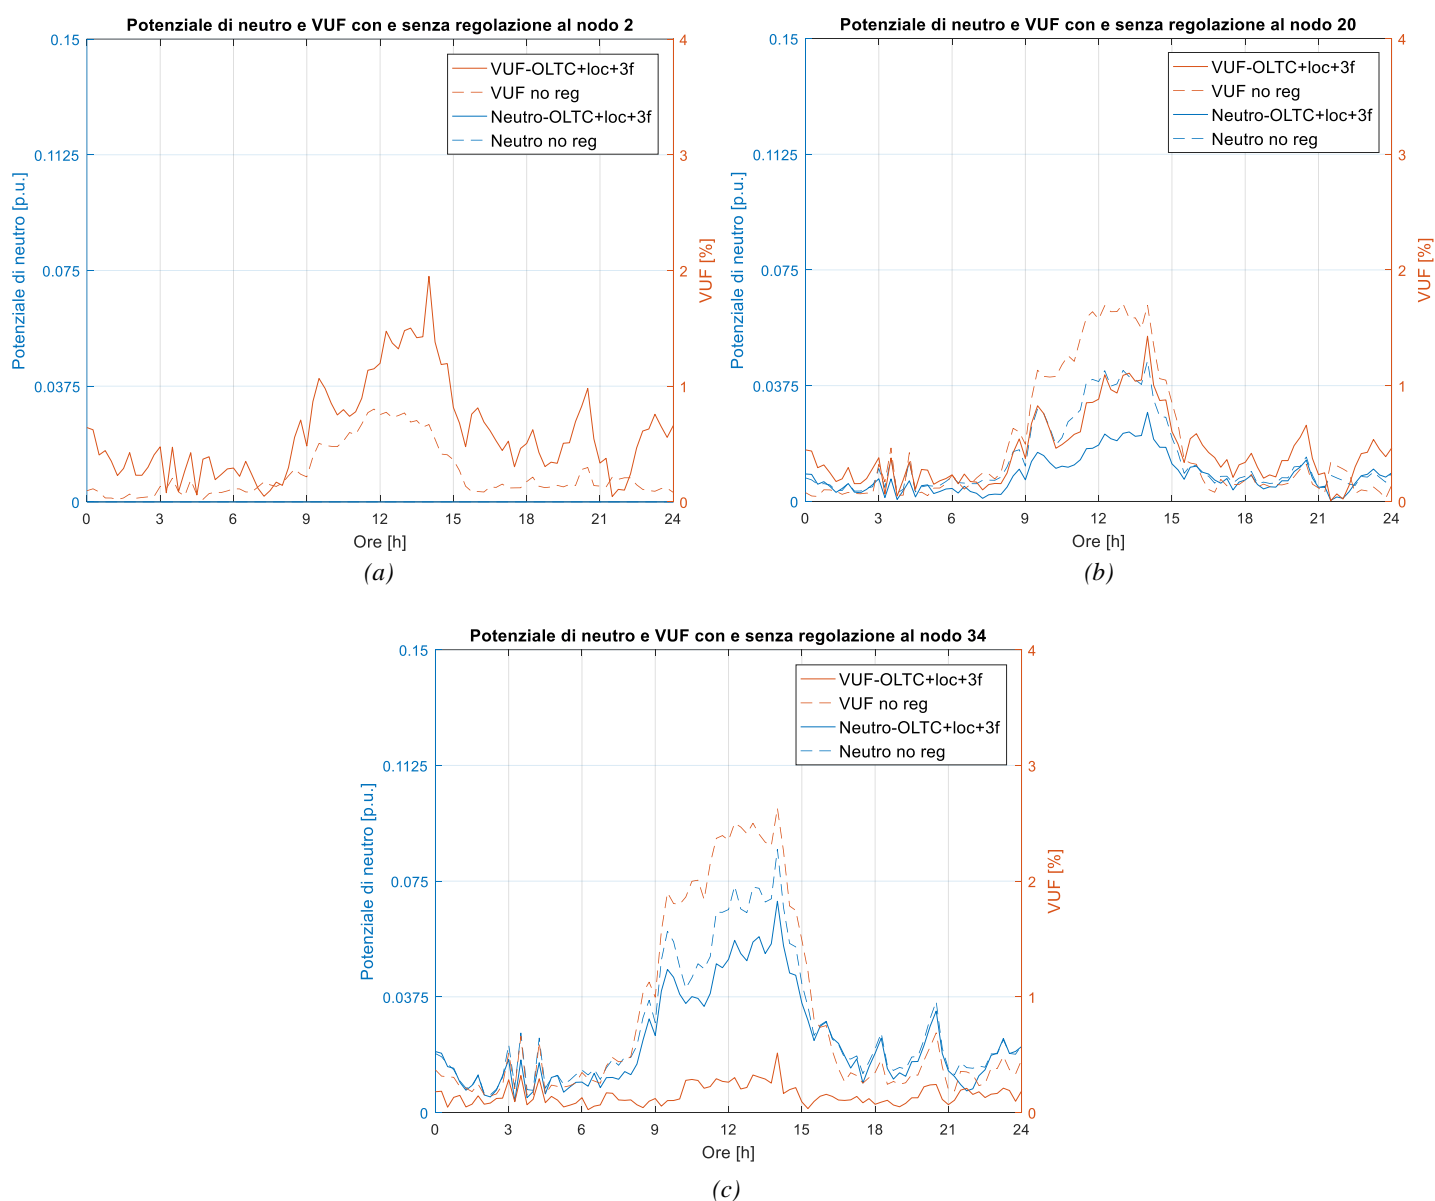 Potenziale di neutro e VUF con e senza regolazione al nodo 2
0.15
0.1125
0.075
0.0375
0
Potenziale di neutro [p.u.]
4
3
2
1
0
VUF [%]
VUF-OLTC+loc+3f
VUF no reg
Neutro-OLTC+loc+3f
Neutro no reg
0 3 6 9 12 15 18 21 24
Ore [h]
(a)
Potenziale di neutro e VUF con e senza regolazione al nodo 20
0.15
0.1125
0.075
0.0375
0
Potenziale di neutro [p.u.]
4
3
2
1
0
VUF [%]
VUF-OLTC+loc+3f
VUF no reg
Neutro-OLTC+loc+3f
Neutro no reg
0 3 6 9 12 15 18 21 24
Ore [h]
(b)
Potenziale di neutro e VUF con e senza regolazione al nodo 34
0.15
0.1125
0.075
0.0375
0
Potenziale di neutro [p.u.]
4
3
2
1
0
VUF [%]
VUF-OLTC+loc+3f
VUF no reg
Neutro-OLTC+loc+3f
Neutro no reg
0 3 6 9 12 15 18 21 24
Ore [h]
(c)